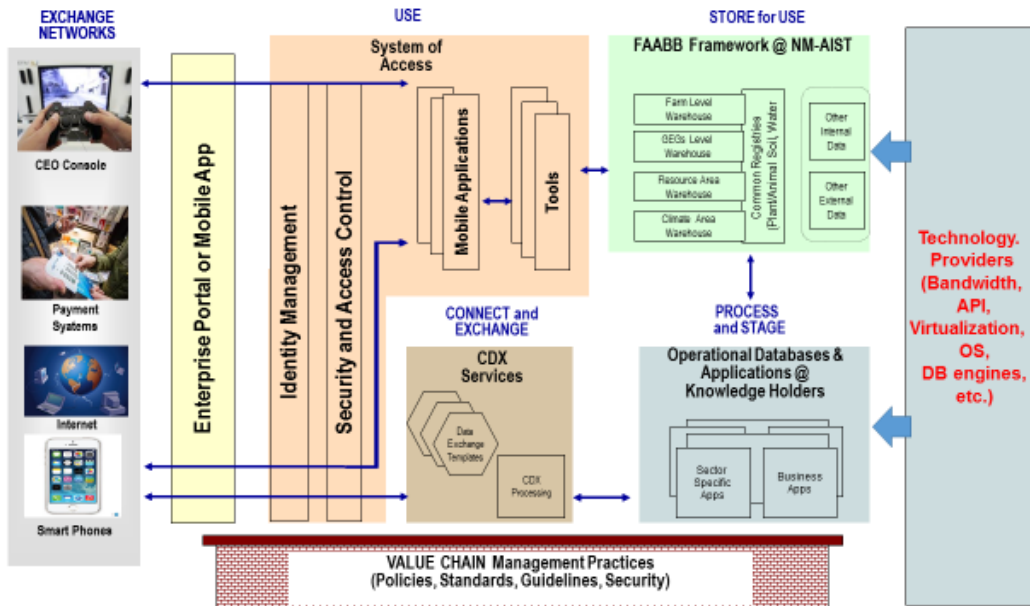 EXCHANGE
NETWORKS
CEO Console
Payment
Systems
Internet
Smart Phones
Enterprise Portal or Mobile App
USE
System of
Access
Identity Management
Security and Access Control
Mobile Applications
Tools
STORE for USE
FAABB Framework @ NM-AIST
Farm Level
Warehouse
GEGs Level
Warehouse
Resource Area
Warehouse
Climate Area
Warehouse
Common Registries
(Plant/Animal Soil, Water
Other
Internal
Data
Other
External
Data
CONNECT and
EXCHANGE
CDX
Services
Data
Exchange
Templates
CDX
Processing
PROCESS
and STAGE
Operational Databases &
Applications @
Knowledge Holders
Sector
Specific
Apps
Business
Apps
Technology.
Providers
(Bandwidth,
API,
Virtualization,
OS,
DB engines,
etc.)
VALUE CHAIN Management Practices
(Policies, Standards, Guidelines, Security)